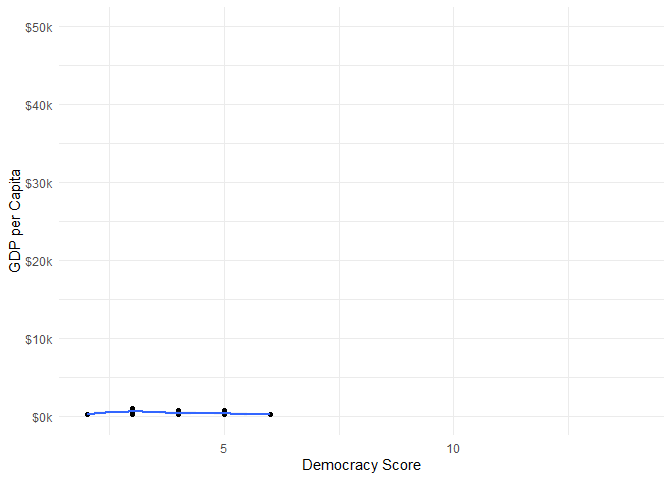 $50k
$40k
$30k
$20k
$10k
$0k
GDP per Capita
5
10
Democracy Score